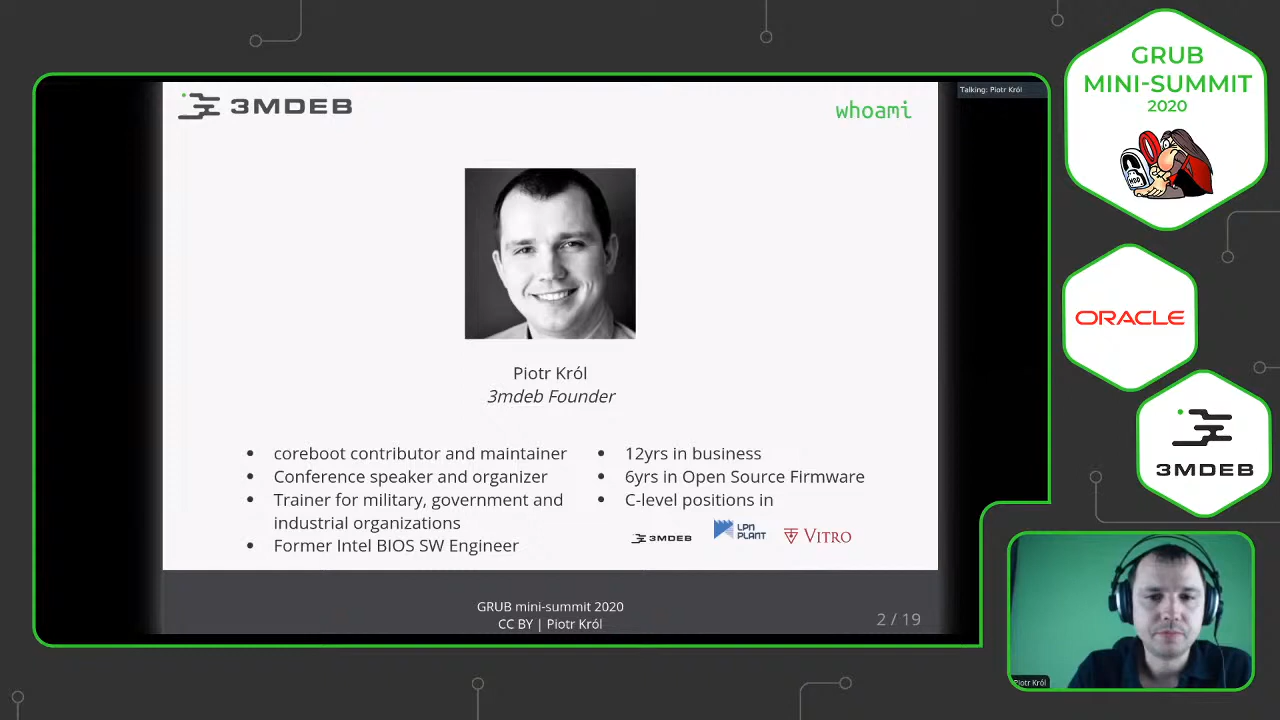 3MDEB
whoami
Piotr Król
3mdeb Founder
coreboot contributor and maintainer
Conference speaker and organizer
Trainer for military, government and
industrial organizations
Former Intel BIOS SW Engineer
12yrs in business
6yrs in Open Source Firmware
C-level positions in
3MDEB
LPN
PLANT
VITRO
GRUB mini-summit 2020
CC BY | Piotr Król
2 / 19
Talking: Piotr Król
GRUB
MINI-SUMMIT
2020
ORACLE
3MDEB
Piotr Król